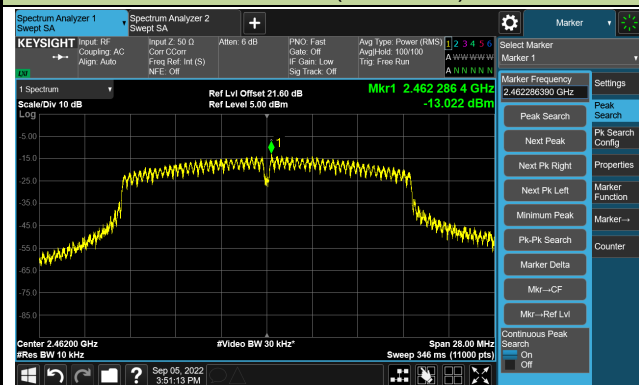 Spectrum Analyzer 1
Swept SA
Spectrum Analyzer 2
Swept SA
Marker
KEYSIGHT
Input: RF
Coupling: AC
Align: Auto
Input Z: 50 Ω
Corr CCorr
Freq Ref: Int (S)
NFE: Off
Atten: 6 dB
PNO: Fast
Gate: Off
IF Gain: Low
Sig Track: Off
Avg Type: Power (RMS)
Avg|Hold: 100/100
Trig: Free Run
1 2 3 4 5 6
A W W W W W
A N N N N N
LXI
Select Marker
Marker 1
1 Spectrum
Scale/Div 10 dB
Log
Ref Lvl Offset 21.60 dB
Ref Level 5.00 dBm
Mkr1 2.462 286 4 GHz
-13.022 dBm
1
-5.00
-15.0
-25.0
-35.0
-45.0
-55.0
-65.0
-75.0
-85.0
Center 2.46200 GHz
#Res BW 10 kHz
#Video BW 30 kHz*
Span 28.00 MHz
Sweep 346 ms (11000 pts)
Marker Frequency
2.462286390 GHz
Peak Search
Next Peak
Next Pk Right
Next Pk Left
Minimum Peak
Pk-Pk Search
Marker Delta
Mkr→CF
Mkr→Ref Lvl
Continuous Peak
Search
On
Off
Settings
Peak
Search
Pk Search
Config
Properties
Marker
Function
Marker→
Counter
Sep 05, 2022
3:51:13 PM